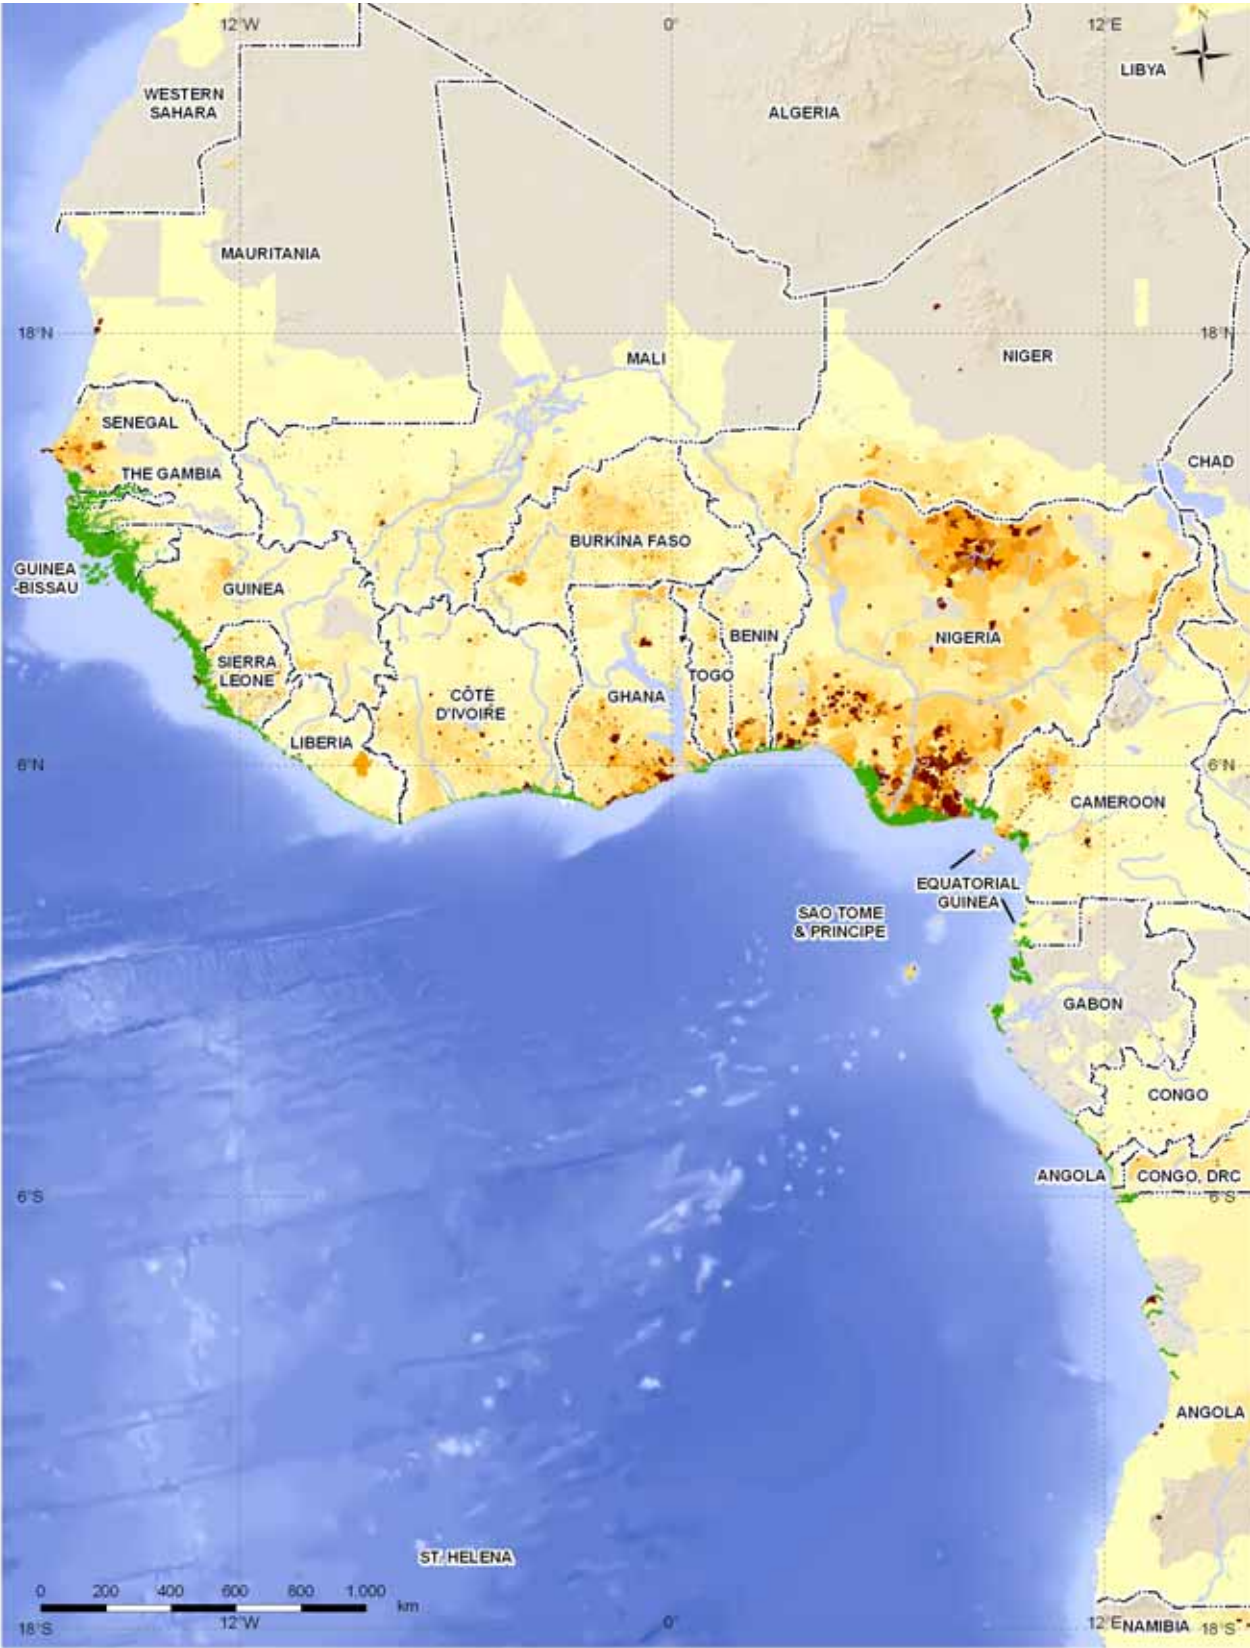 12°W
0°
12°E
N
LIBYA
WESTERN
SAHARA
ALGERIA
MAURITANIA
18°N
18°N
MALI
NIGER
SENEGAL
CHAD
THE GAMBIA
BURKINA FASO
GUINEA
-BISSAU
GUINEA
NIGERIA
BENIN
SIERRA
LEONE
TOGO
CÔTE
D'IVOIRE
GHANA
LIBERIA
6°N
6°N
CAMEROON
EQUATORIAL
GUINEA
SAO TOME
& PRINCIPE
GABON
CONGO
ANGOLA
CONGO, DRC
6°S
6°S
ANGOLA
ST. HELENA
0
200
400
600
800
1.000
km
18°S
12°W
0°
12°E
NAMIBIA
18°S